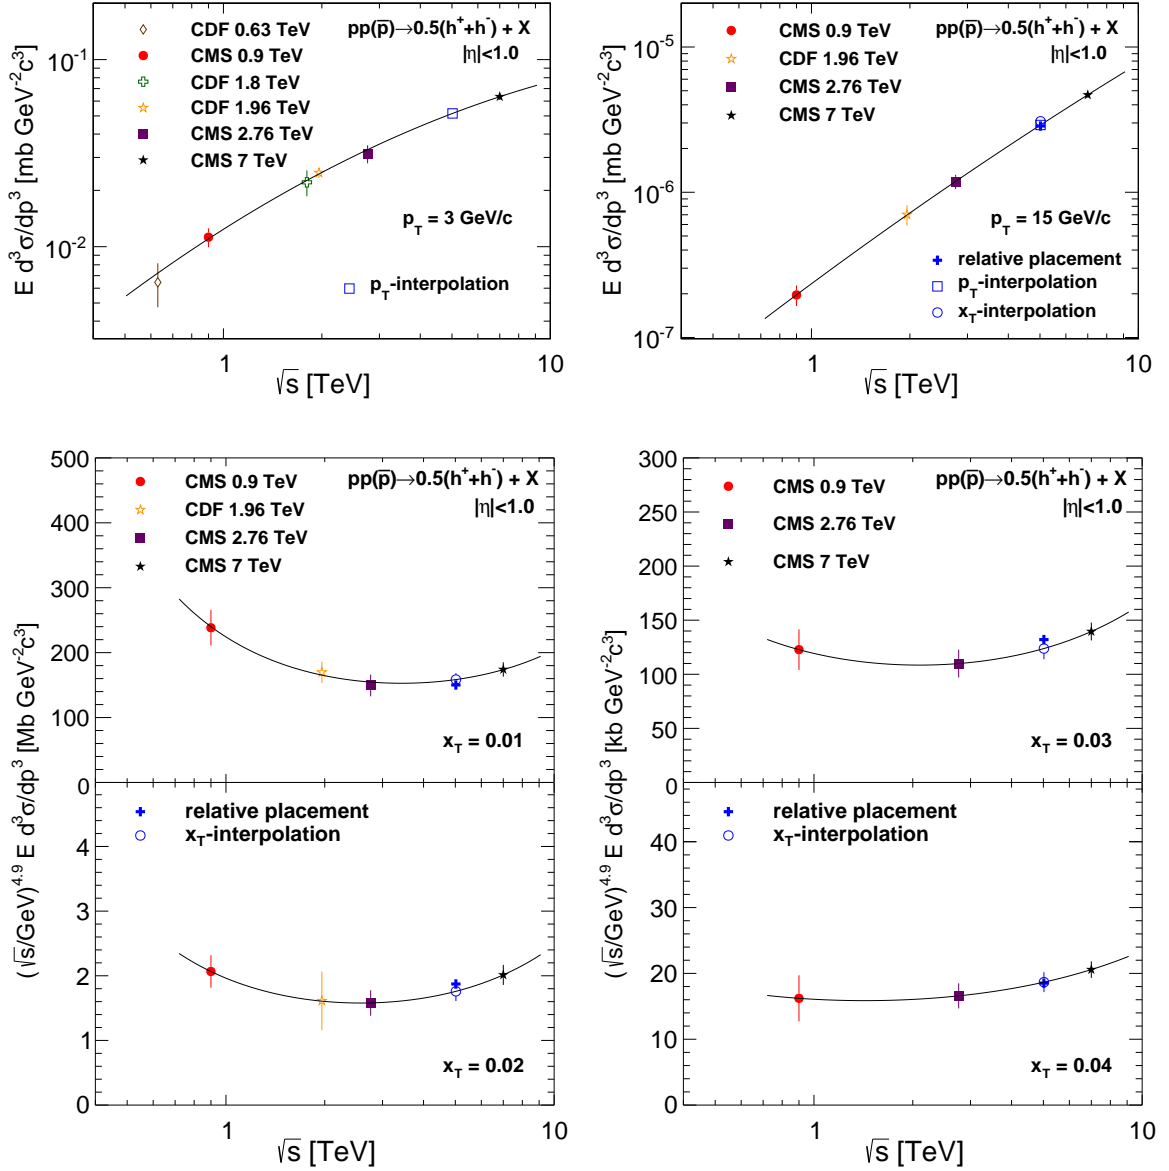 CDF 0.63 TeV
CMS 0.9 TeV
CDF 1.8 TeV
CDF 1.96 TeV
CMS 2.76 TeV
CMS 7 TeV
pp(p̅)→0.5(h⁺+h⁻) + X
|η|<1.0
p_T = 3 GeV/c
p_T-interpolation
10⁻¹
10⁻²
E d³σ/dp³ [mb GeV⁻²c³]
1
10
√s [TeV]
CMS 0.9 TeV
CDF 1.96 TeV
CMS 2.76 TeV
CMS 7 TeV
pp(p̅)→0.5(h⁺+h⁻) + X
|η|<1.0
p_T = 15 GeV/c
relative placement
p_T-interpolation
x_T-interpolation
10⁻⁵
10⁻⁶
10⁻⁷
E d³σ/dp³ [mb GeV⁻²c³]
1
10
√s [TeV]
CMS 0.9 TeV
CDF 1.96 TeV
CMS 2.76 TeV
CMS 7 TeV
pp(p̅)→0.5(h⁺+h⁻) + X
|η|<1.0
500
400
300
200
100
0
x_T = 0.01
relative placement
x_T-interpolation
4
2
2
1
0
x_T = 0.02
(√s/GeV)⁴·⁹ E d³σ/dp³ [Mb GeV⁻²c³]
1
10
√s [TeV]
CMS 0.9 TeV
CMS 2.76 TeV
CMS 7 TeV
pp(p̅)→0.5(h⁺+h⁻) + X
|η|<1.0
300
250
200
150
100
50
0
x_T = 0.03
relative placement
x_T-interpolation
40
30
20
10
0
x_T = 0.04
(√s/GeV)⁴·⁹ E d³σ/dp³ [kb GeV⁻²c³]
1
10
√s [TeV]